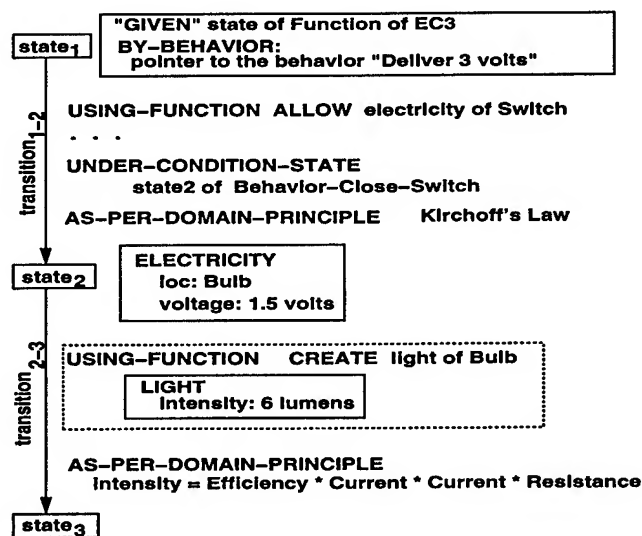 "GIVEN" state of Function of EC3
state1
BY–BEHAVIOR:
pointer to the behavior "Deliver 3 volts"
transition1–2
USING–FUNCTION ALLOW electricity of Switch
. . .
UNDER–CONDITION–STATE
state2 of Behavior–Close–Switch
AS–PER–DOMAIN–PRINCIPLE Kirchoff's Law
state2
ELECTRICITY
loc: Bulb
voltage: 1.5 volts
transition2–3
USING–FUNCTION CREATE light of Bulb
LIGHT
Intensity: 6 lumens
AS–PER–DOMAIN–PRINCIPLE
Intensity = Efficiency * Current * Current * Resistance
state3